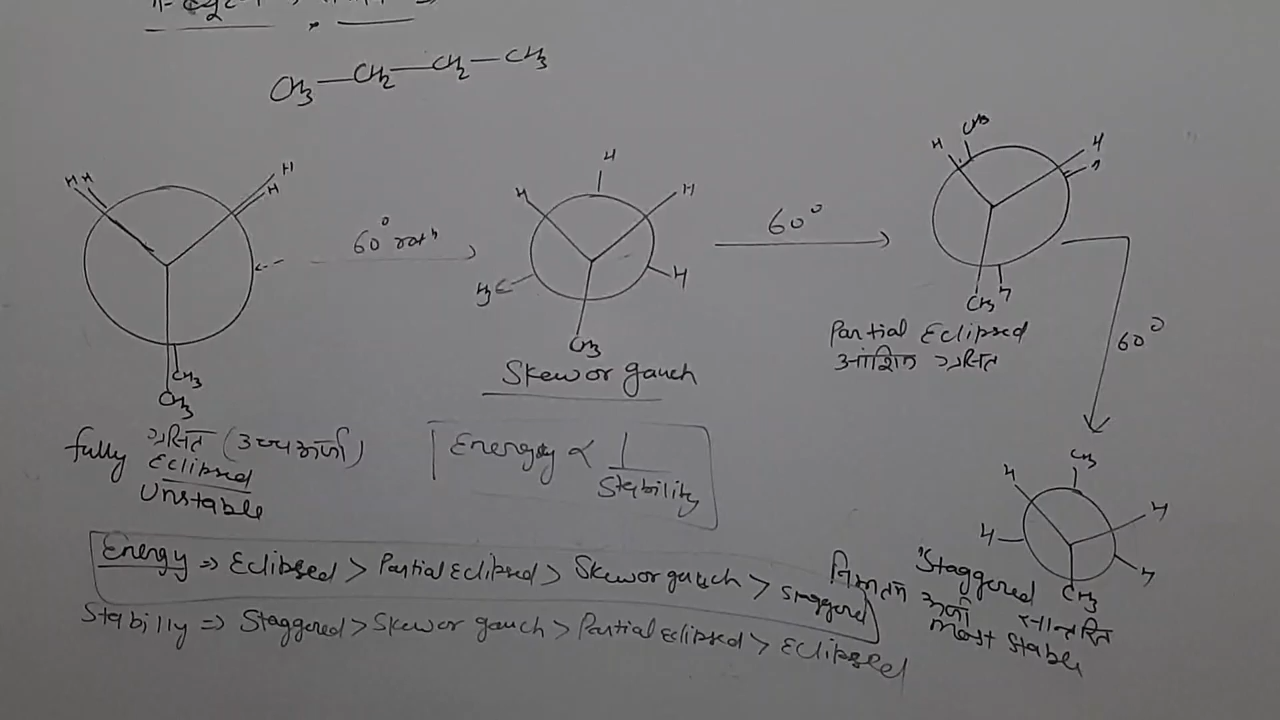 CH3—CH2—CH2—CH3
H H
H
H
CH3
CH3
60° rotn
H
H
H
H3C
H
CH3
Skew or gauch
60°
H
CH3
H
H
CH3 H
Partial Eclipsed
आंशिक ग्रसित
60°
fully ग्रसित (उच्च ऊर्जा)
Eclipsed
Unstable
Energy ∝ 1
Stability
CH3
H
H
H
H
CH3
Staggered
निम्नतम ऊर्जा सान्तरित
most stable
Energy ⇒ Eclipsed > Partial Eclipsed > Skew or gauch > Staggered
Stability ⇒ Staggered > Skew or gauch > Partial Eclipsed > Eclipsed